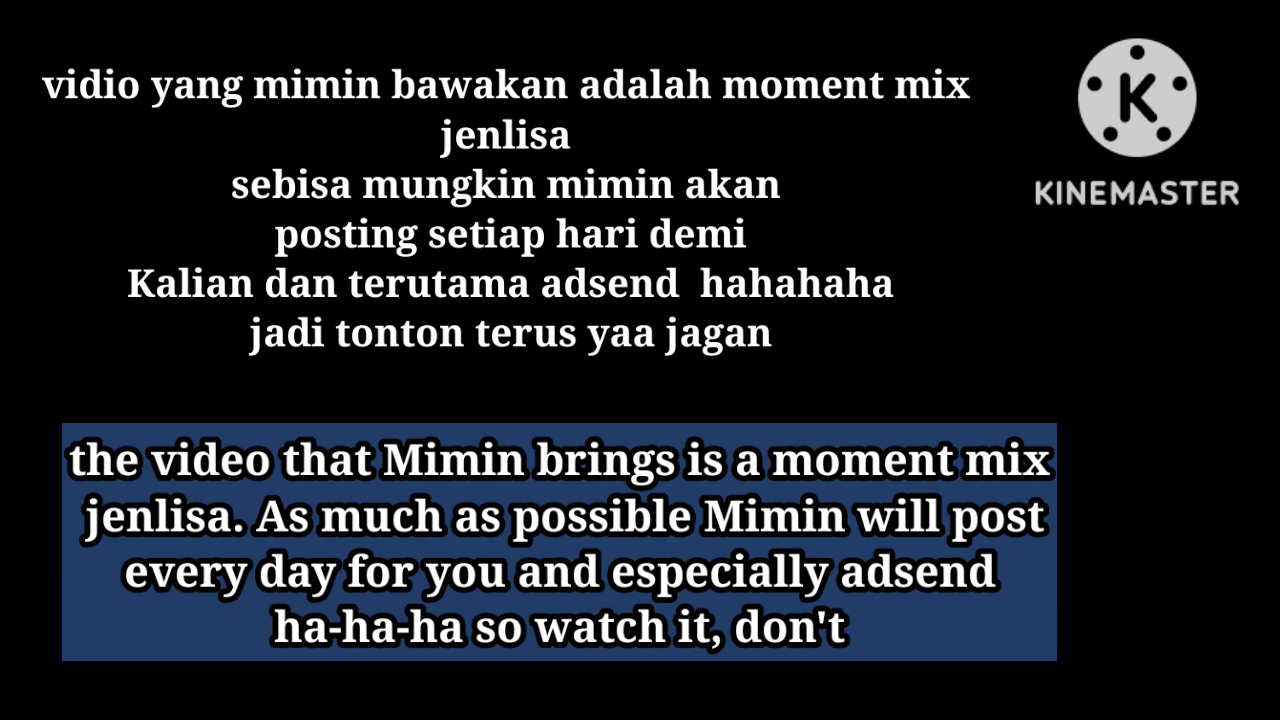 vidio yang mimin bawakan adalah moment mix
jenlisa
sebisa mungkin mimin akan
posting setiap hari demi
Kalian dan terutama adsend  hahahaha
jadi tonton terus yaa jagan
K
KINEMASTER
the video that Mimin brings is a moment mix
jenlisa. As much as possible Mimin will post
every day for you and especially adsend
ha-ha-ha so watch it, don't